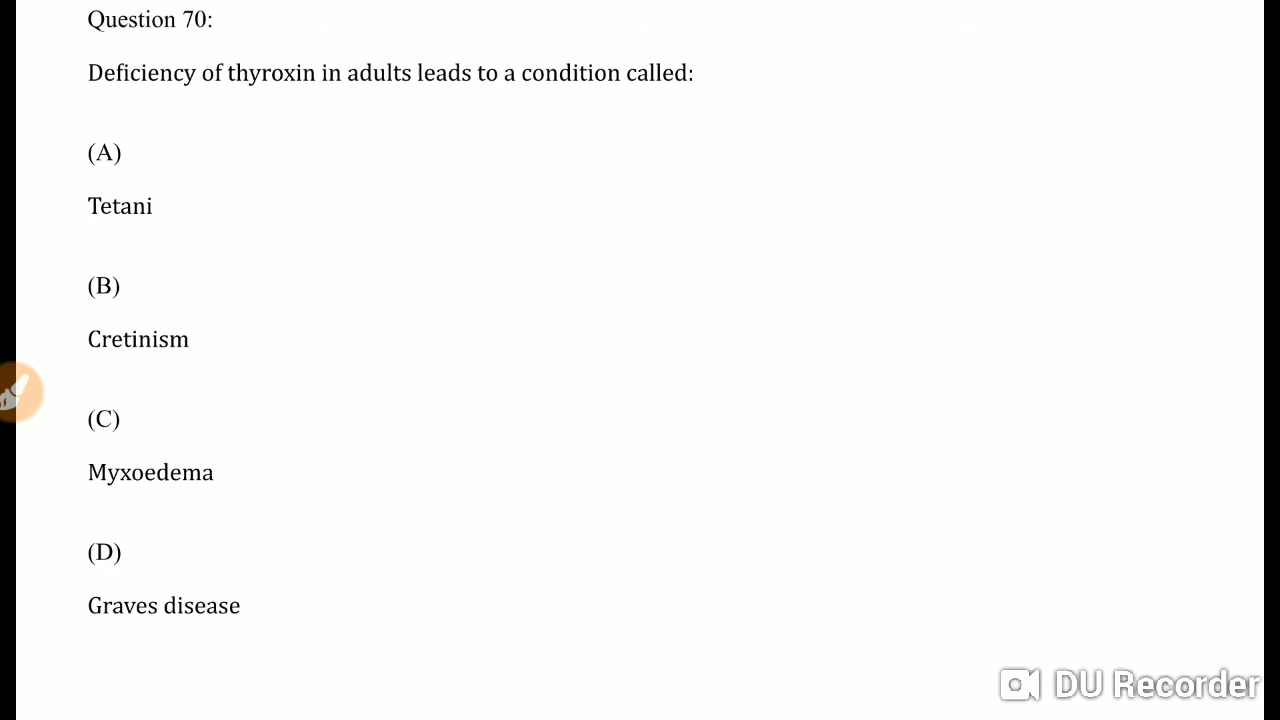 Question 70:
Deficiency of thyroxin in adults leads to a condition called:
(A)
Tetani
(B)
Cretinism
(C)
Myxoedema
(D)
Graves disease
DU Recorder